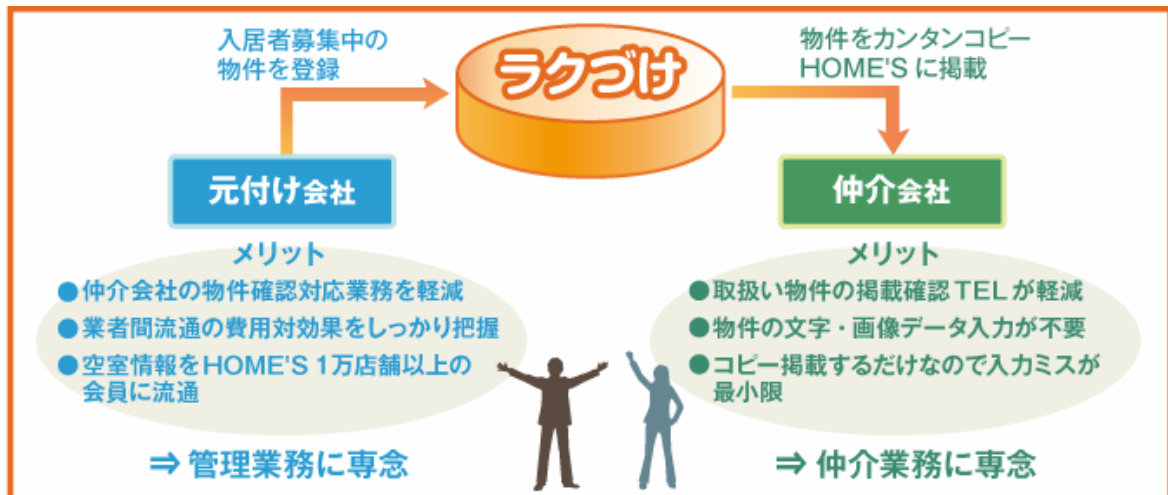 入居者募集中の
物件を登録
ラクづけ
物件をカンタンコピー
HOME'Sに掲載
元付け会社
メリット
●仲介会社の物件確認対応業務を軽減
●業者間流通の費用対効果をしっかり把握
●空室情報をHOME'S 1万店舗以上の
会員に流通
⇒ 管理業務に専念
仲介会社
メリット
●取扱い物件の掲載確認TELが軽減
●物件の文字・画像データ入力が不要
●コピー掲載するだけなので入力ミスが
最小限
⇒ 仲介業務に専念